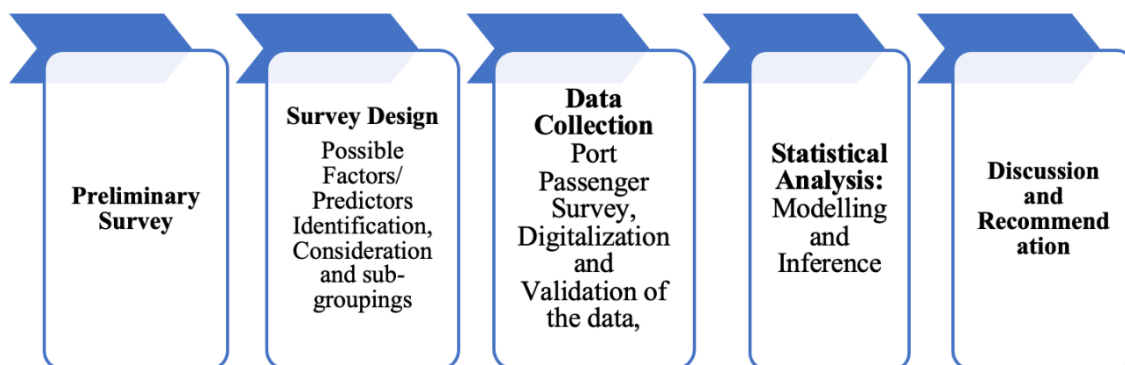 Preliminary
Survey
Survey Design
Possible
Factors/
Predictors
Identification,
Consideration
and sub-
groupings
Data
Collection
Port
Passenger
Survey,
Digitalization
and
Validation of
the data,
Statistical
Analysis:
Modelling
and
Inference
Discussion
and
Recommend
ation